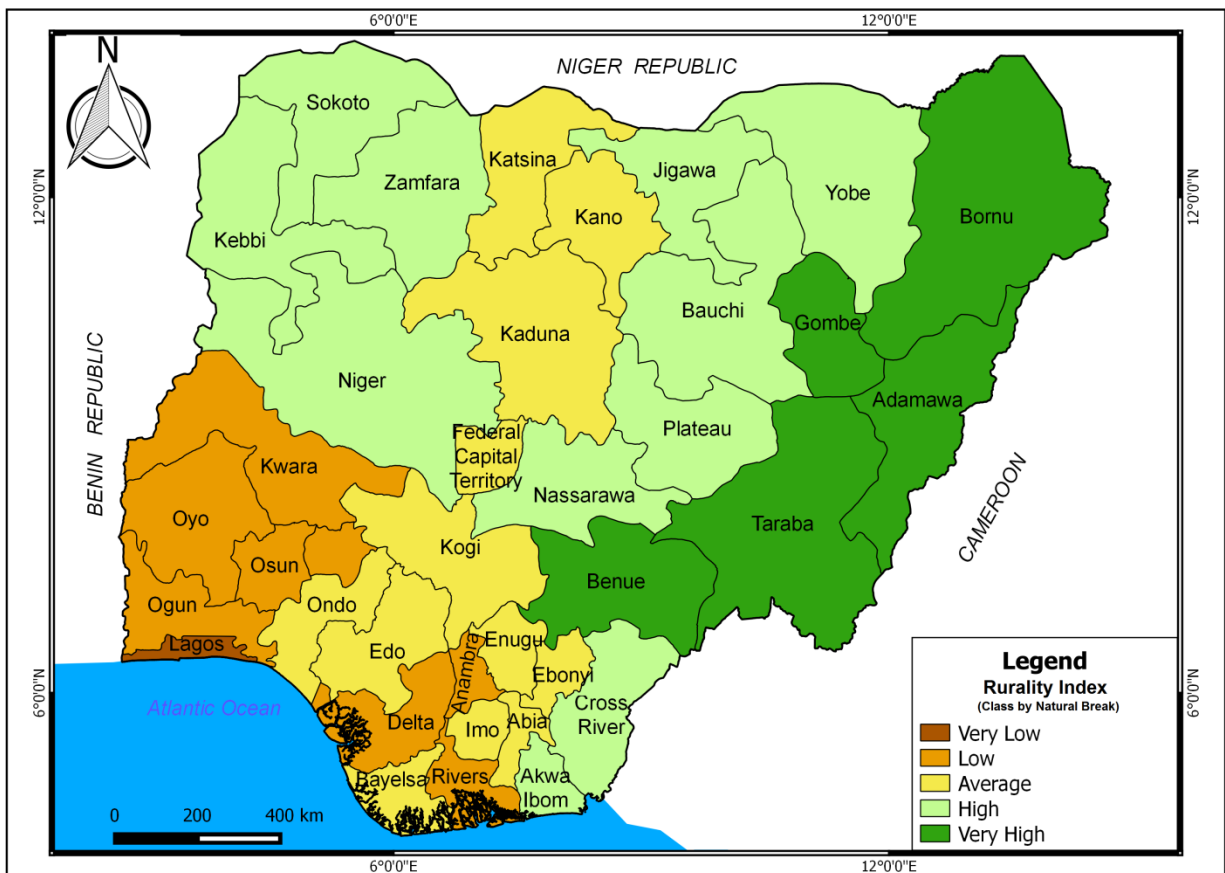 6°0'0"E
12°0'0"E
N
NIGER REPUBLIC
Sokoto
Katsina
Zamfara
Jigawa
Yobe
12°0'0"N
12°0'0"N
Kano
Bornu
Kebbi
Bauchi
Gombe
Kaduna
Niger
BENIN REPUBLIC
Adamawa
Plateau
Federal
Capital
Territory
Kwara
Nassarawa
Oyo
Taraba
CAMEROON
Kogi
Osun
Benue
Ogun
Ondo
Lagos
Enugu
Edo
Anambra
Ebonyi
6°0'0"N
6°0'0"N
Atlantic Ocean
Delta
Imo
Abia
Cross
River
Bayelsa
Rivers
Akwa
Ibom
0 200 400 km
Legend
Rurality Index
(Class by Natural Break)
Very Low
Low
Average
High
Very High
6°0'0"E
12°0'0"E